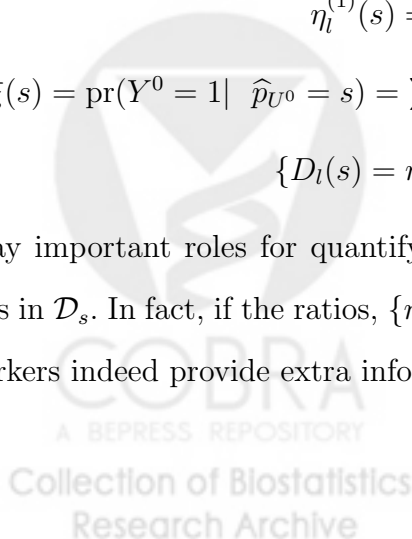 η_l^{(1)}(s) =
(s) = pr(Y^0 = 1| p̂_{U^0} = s) =
{D_l(s) =
ay important roles for quantify
s in 𝒟_s. In fact, if the ratios, {
rkers indeed provide extra info
COBRA
A BEPRESS REPOSITORY
Collection of Biostatistics
Research Archive